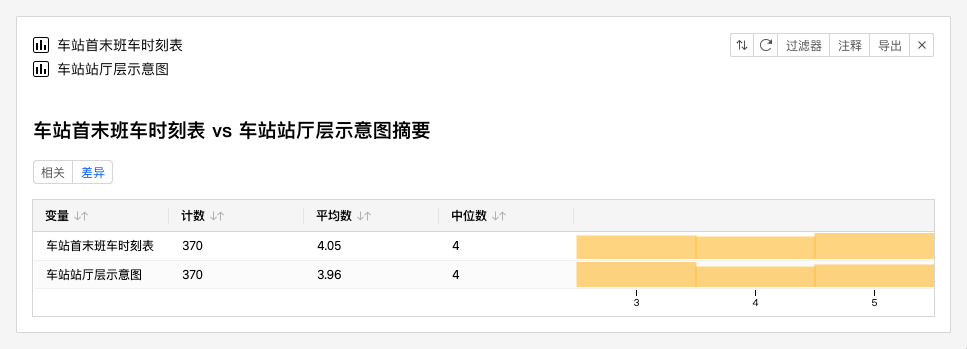 车站首末班车时刻表
车站站厅层示意图
过滤器 注释 导出
车站首末班车时刻表 vs 车站站厅层示意图摘要
相关 差异
变量 计数 平均数 中位数
车站首末班车时刻表 370 4.05 4
车站站厅层示意图 370 3.96 4
3 4 5